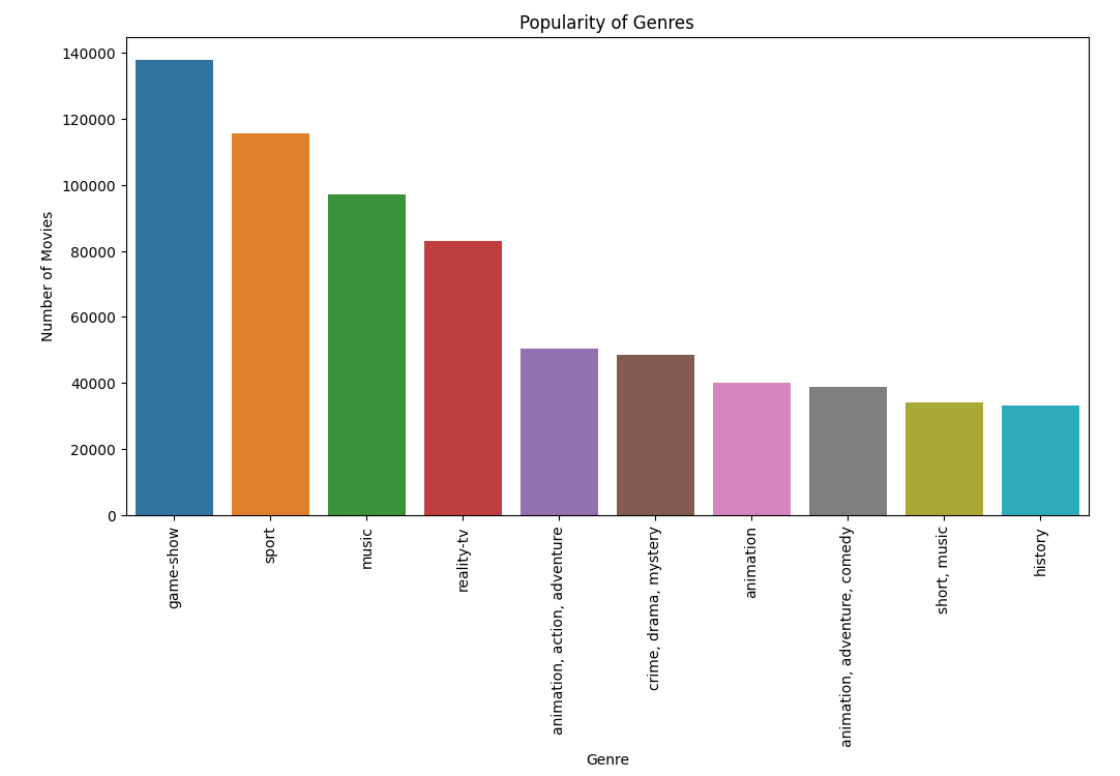 Popularity of Genres
Number of Movies
140000
120000
100000
80000
60000
40000
20000
0
game-show
sport
music
reality-tv
animation, action, adventure
crime, drama, mystery
animation
animation, adventure, comedy
short, music
history
Genre